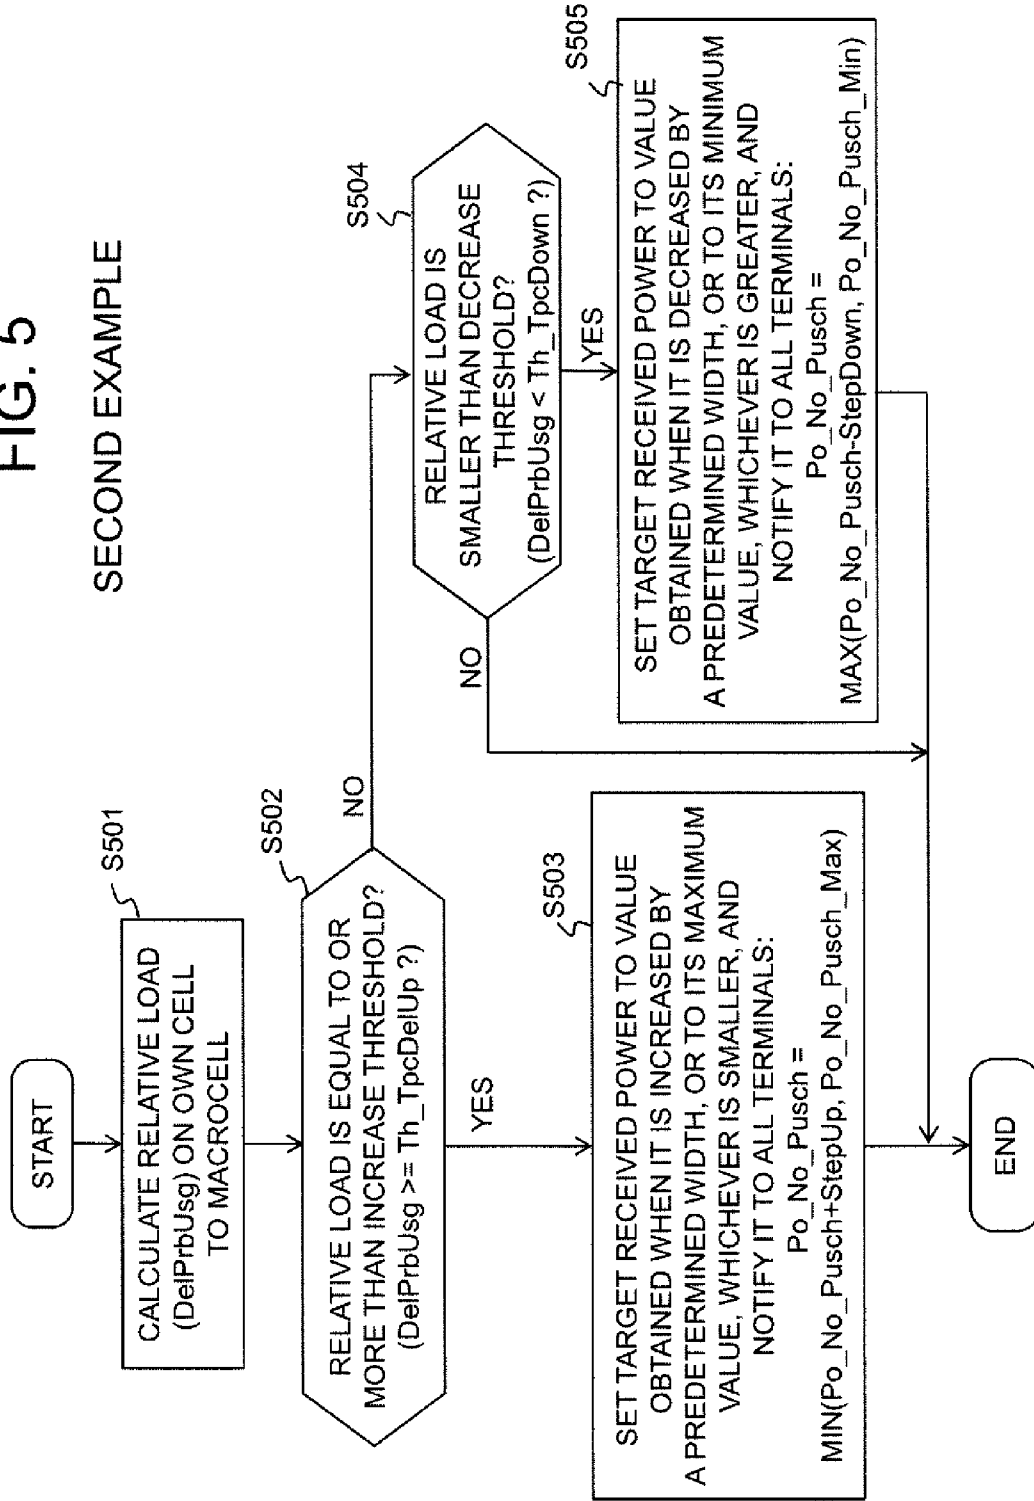 FIG. 5
SECOND EXAMPLE
START
S501
CALCULATE RELATIVE LOAD
(DelPrbUsg) ON OWN CELL
TO MACROCELL
S502
RELATIVE LOAD IS EQUAL TO OR
MORE THAN INCREASE THRESHOLD?
(DelPrbUsg >= Th_TpcDelUp ?)
NO
YES
S503
SET TARGET RECEIVED POWER TO VALUE
OBTAINED WHEN IT IS INCREASED BY
A PREDETERMINED WIDTH, OR TO ITS MAXIMUM
VALUE, WHICHEVER IS SMALLER, AND
NOTIFY IT TO ALL TERMINALS:
Po_No_Pusch =
MIN(Po_No_Pusch+StepUp, Po_No_Pusch_Max)
S504
RELATIVE LOAD IS
SMALLER THAN DECREASE
THRESHOLD?
(DelPrbUsg < Th_TpcDown ?)
NO
YES
S505
SET TARGET RECEIVED POWER TO VALUE
OBTAINED WHEN IT IS DECREASED BY
A PREDETERMINED WIDTH, OR TO ITS MINIMUM
VALUE, WHICHEVER IS GREATER, AND
NOTIFY IT TO ALL TERMINALS:
Po_No_Pusch =
MAX(Po_No_Pusch-StepDown, Po_No_Pusch_Min)
END